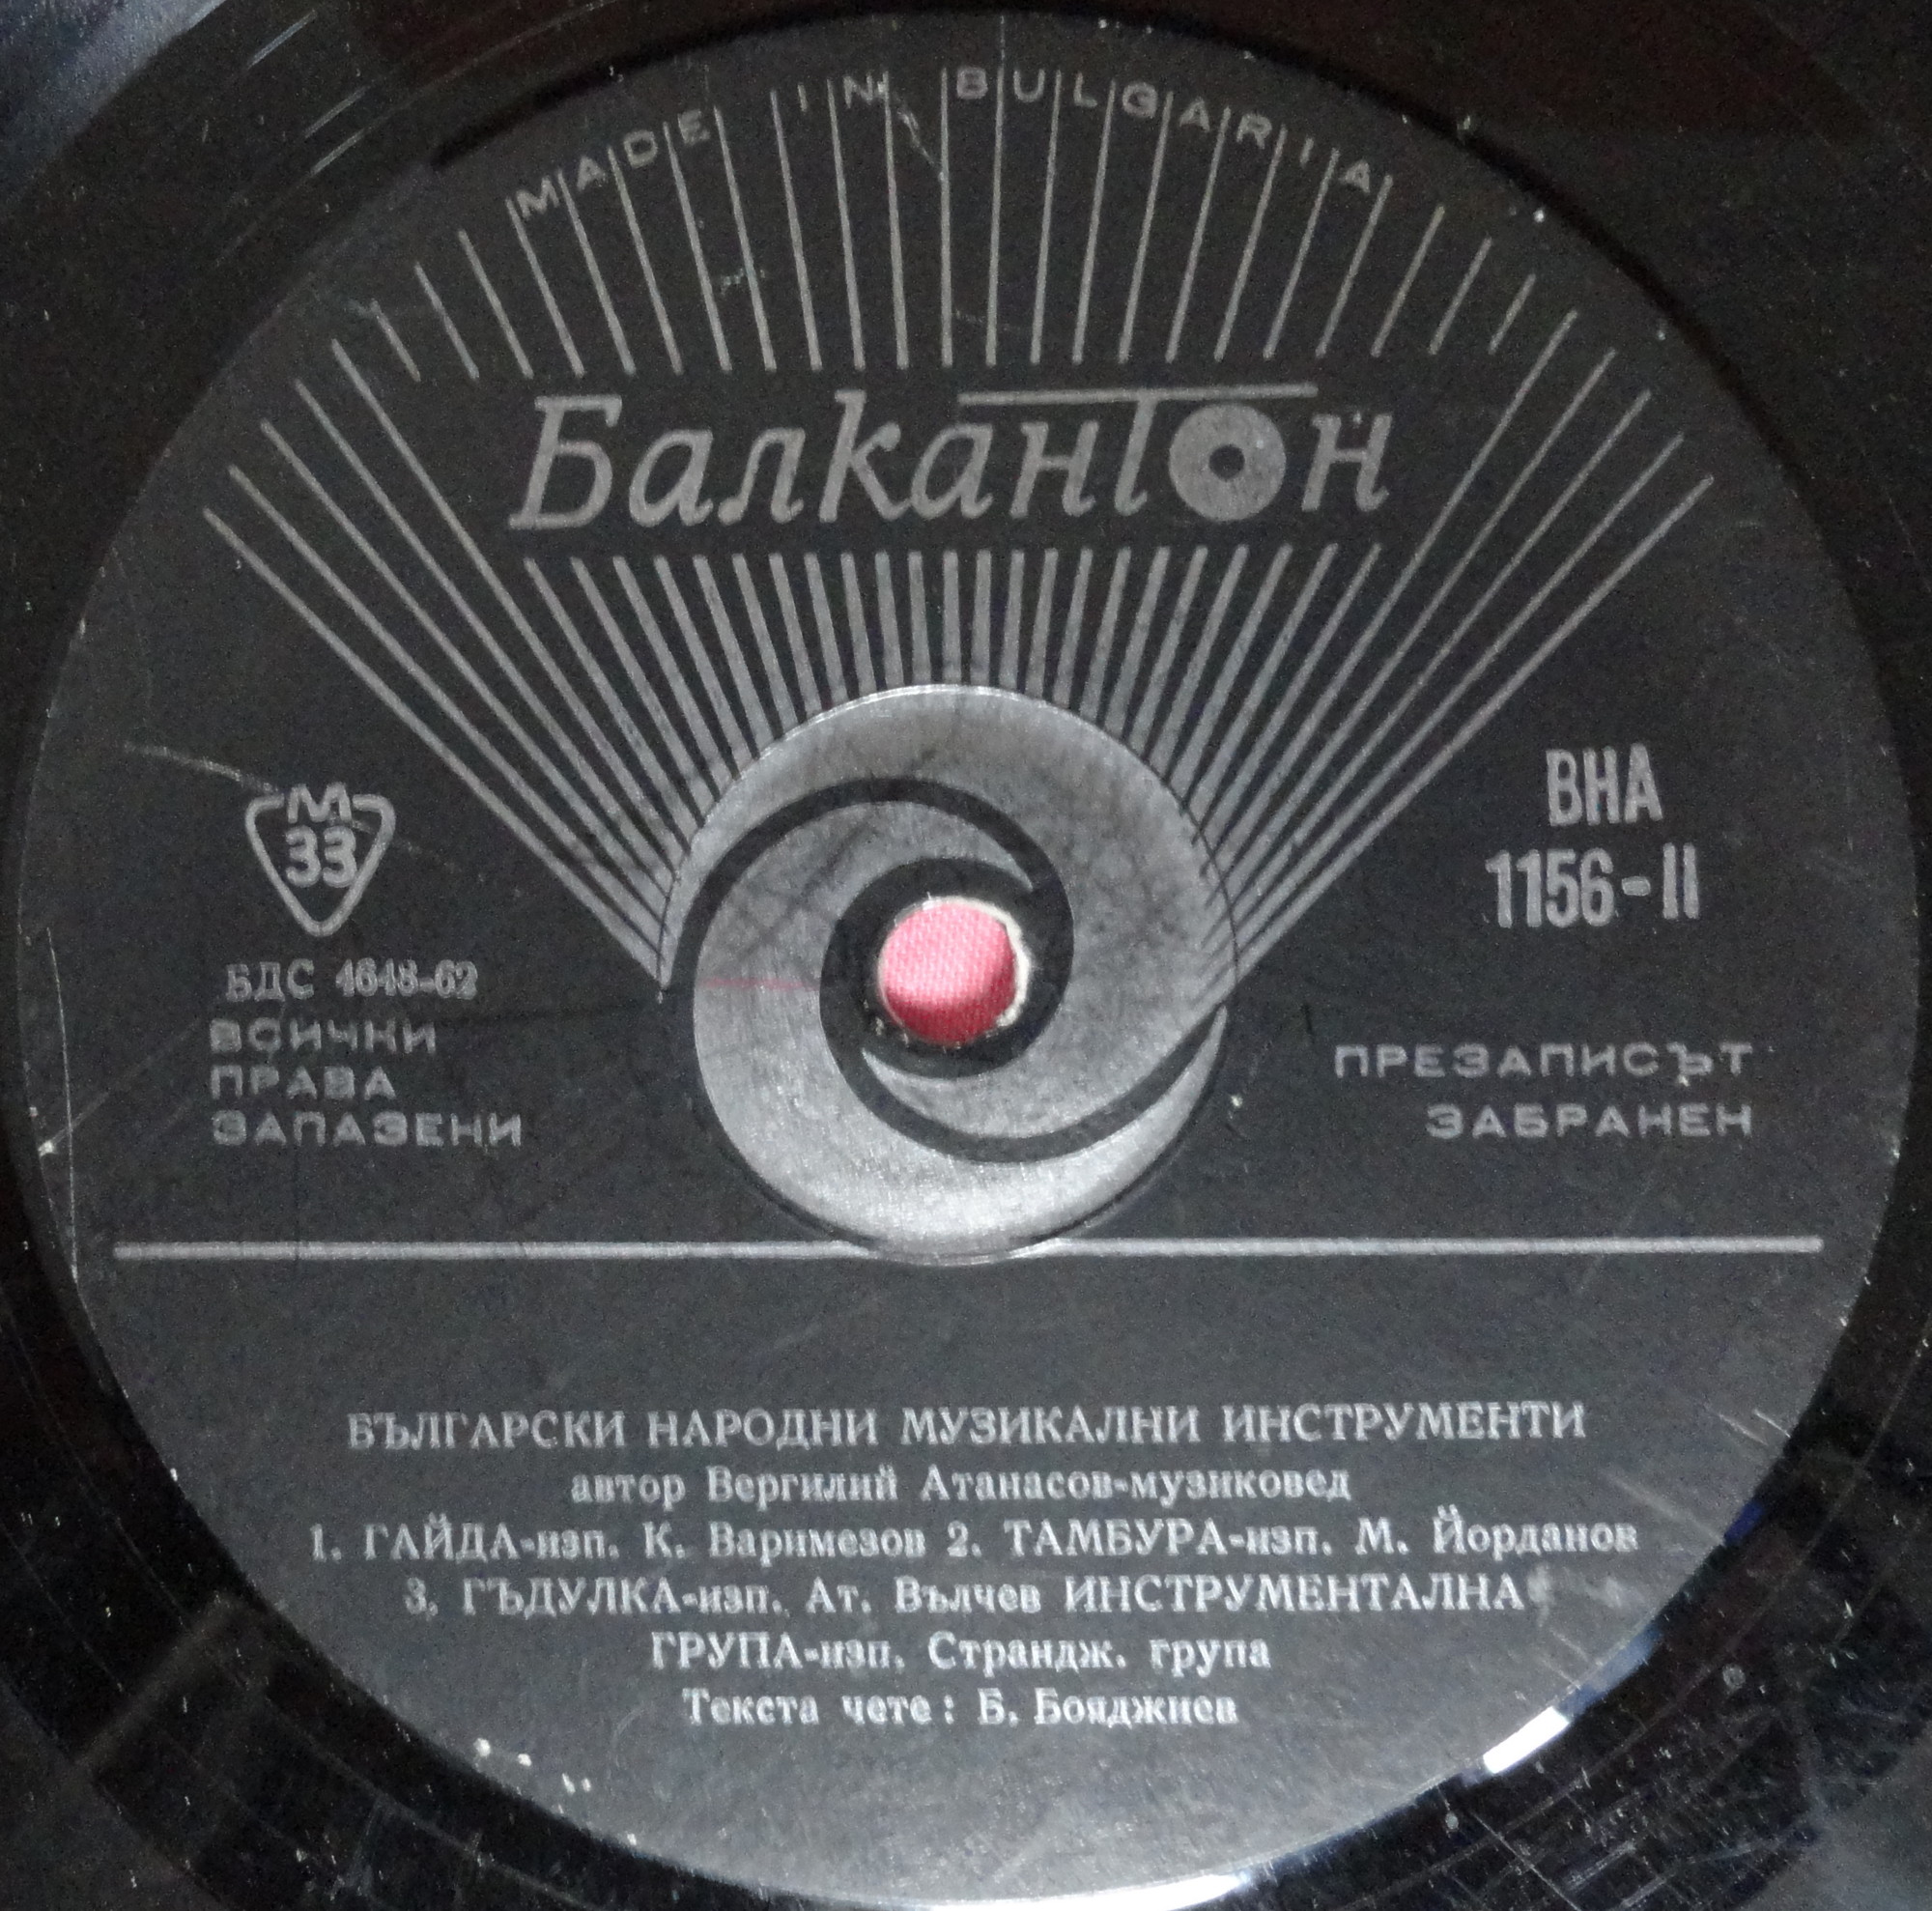 MADE IN BULGARIA
Балкантон
М
33
ВНА
1156-II
БДС 4648-62
ВСИЧКИ
ПРАВА
ЗАПАЗЕНИ
ПРЕЗАПИСЪТ
ЗАБРАНЕН
БЪЛГАРСКИ НАРОДНИ МУЗИКАЛНИ ИНСТРУМЕНТИ
автор Вергилий Атанасов-музиковед
1. ГАЙДА-изп. К. Варимезов 2. ТАМБУРА-изп. М. Йорданов
3. ГЪДУЛКА-изп. Ат. Вълчев ИНСТРУМЕНТАЛНА
ГРУПА-изп. Странџж. група
Текста чете: Б. Бояджиев